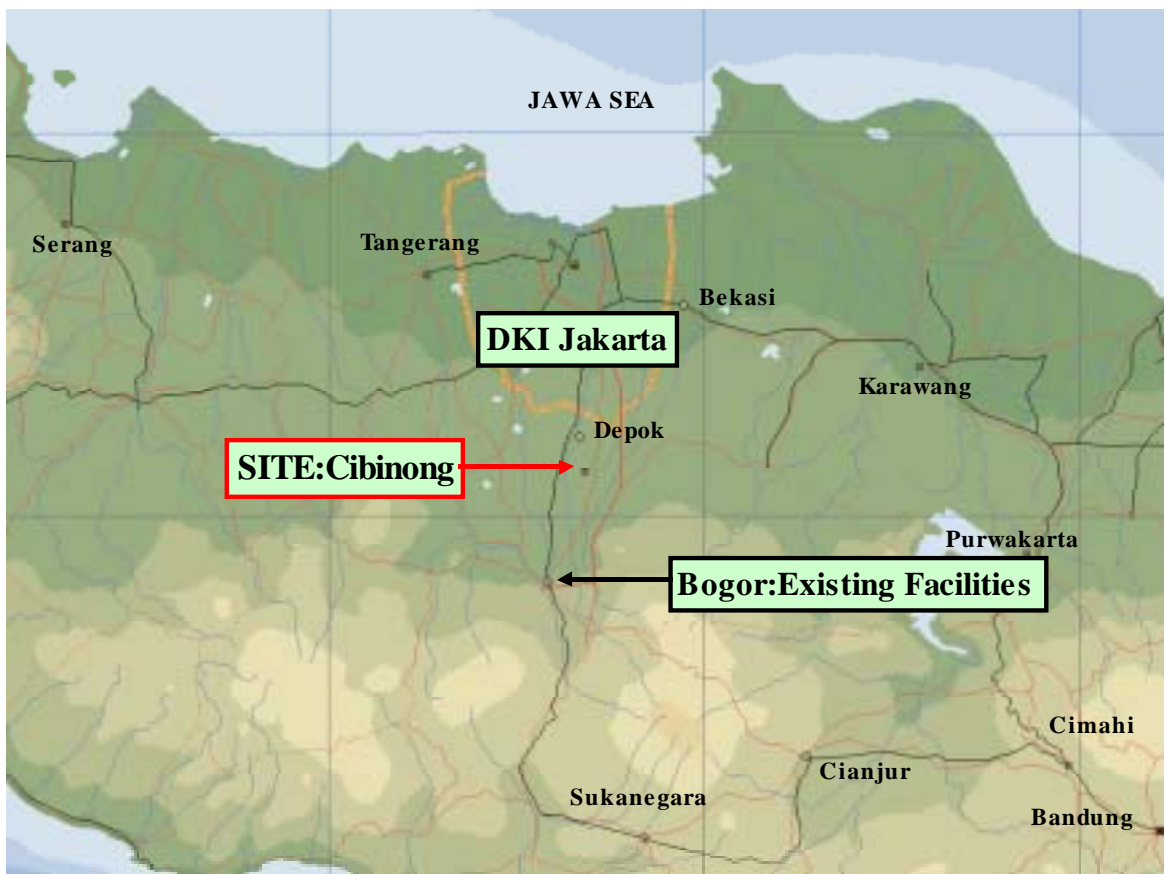 JAWA SEA
Serang
Tangerang
Bekasi
DKI Jakarta
Karawang
Depok
SITE:Cibinong
Purwakarta
Bogor:Existing Facilities
Cimahi
Cianjur
Sukanegara
Bandung